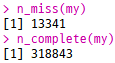 > n_miss(my)
[1] 13341
> n_complete(my)
[1] 318843